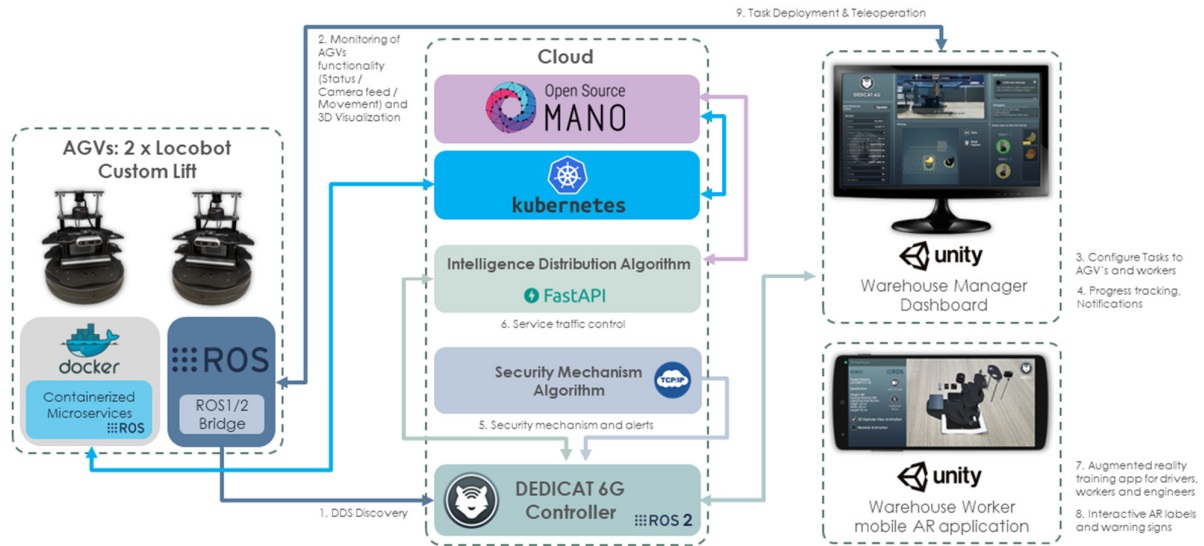 9. Task Deployment & Teleoperation
2. Monitoring of
AGVs
functionality
(Status /
Camera feed /
Movement) and
3D Visualization
Cloud
Open Source
MANO
kubernetes
Intelligence Distribution Algorithm
FastAPI
6. Service traffic control
Security Mechanism
Algorithm
TCP/IP
5. Security mechanism and alerts
DEDICAT 6G
Controller
ROS 2
1. DDS Discovery
AGVs: 2 x Locobot
Custom Lift
docker
Containerized
Microservices
ROS
ROS
ROS1/2
Bridge
DEDICAT 6G
unity
Warehouse Manager
Dashboard
3. Configure Tasks to
AGV's and workers
4. Progress tracking,
Notifications
ROS
unity
Warehouse Worker
mobile AR application
7. Augmented reality
training app for drivers,
workers and engineers
8. Interactive AR labels
and warning signs